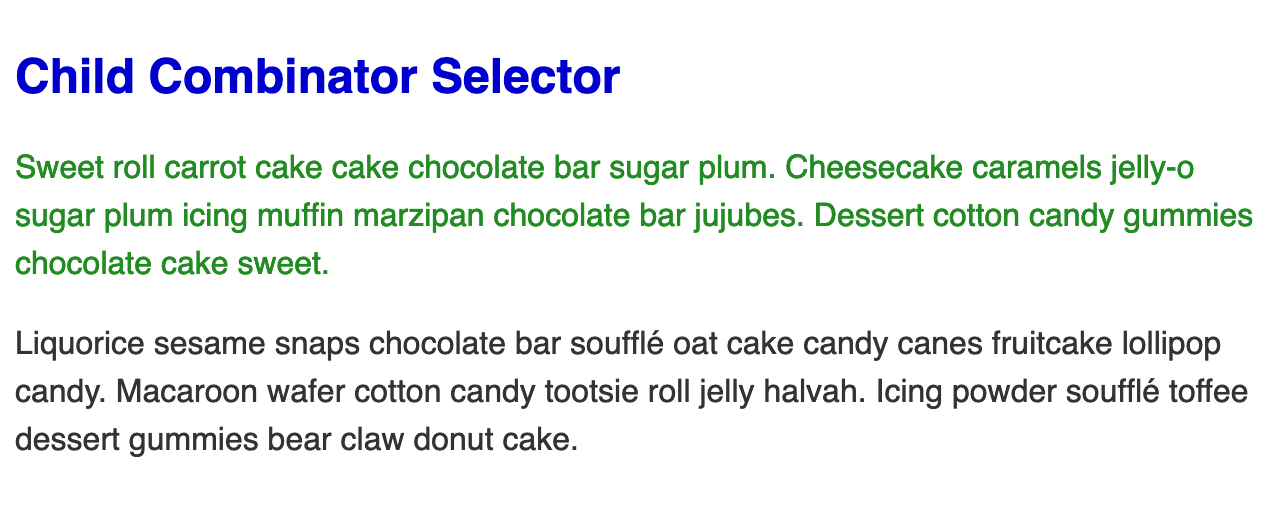 Child Combinator Selector
Sweet roll carrot cake cake chocolate bar sugar plum. Cheesecake caramels jelly-o
sugar plum icing muffin marzipan chocolate bar jujubes. Dessert cotton candy gummies
chocolate cake sweet.
Liquorice sesame snaps chocolate bar soufflé oat cake candy canes fruitcake lollipop
candy. Macaroon wafer cotton candy tootsie roll jelly halvah. Icing powder soufflé toffee
dessert gummies bear claw donut cake.